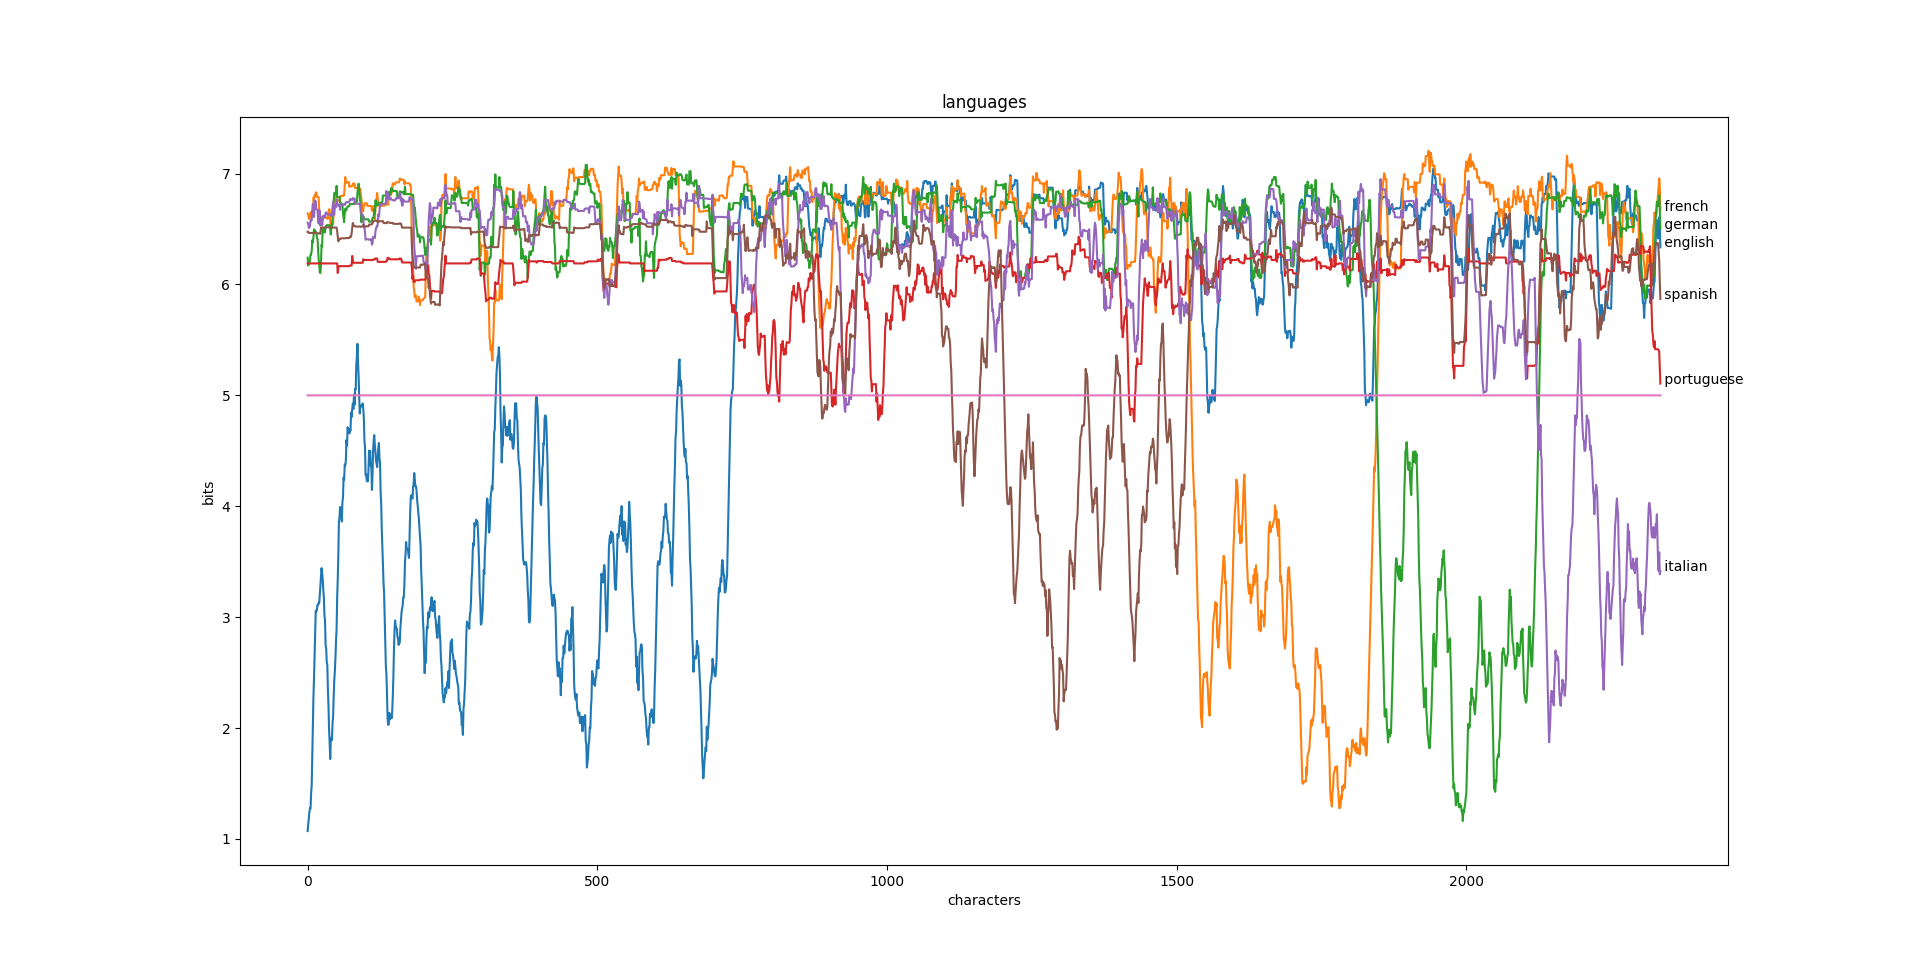 languages
7
6
5
4
3
2
1
bits
0 500 1000 1500 2000
characters
french
german
english
spanish
portuguese
italian